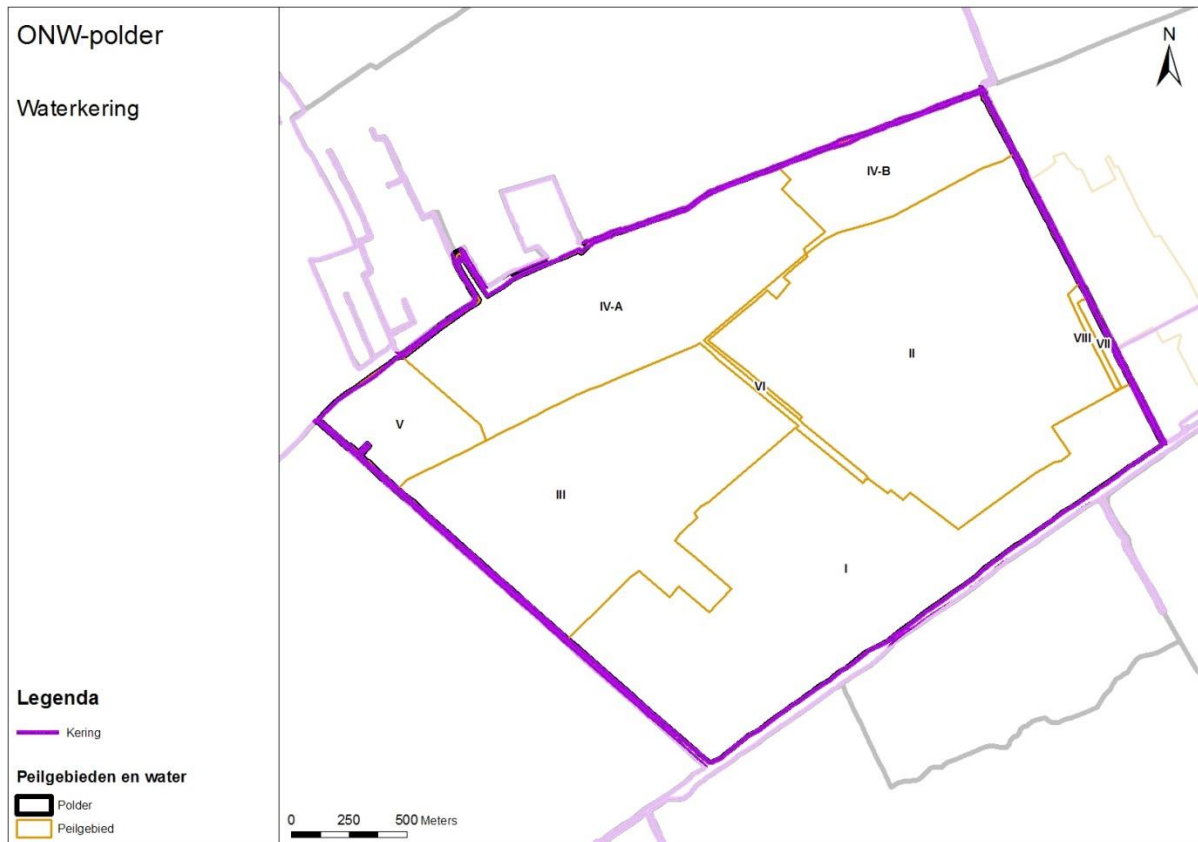 ONW-polder
Waterkering
N
IV-B
IV-A
II
VIII
VII
VI
V
III
I
Legenda
Kering
Peilgebieden en water
Polder
Peilgebied
0 250 500 Meters